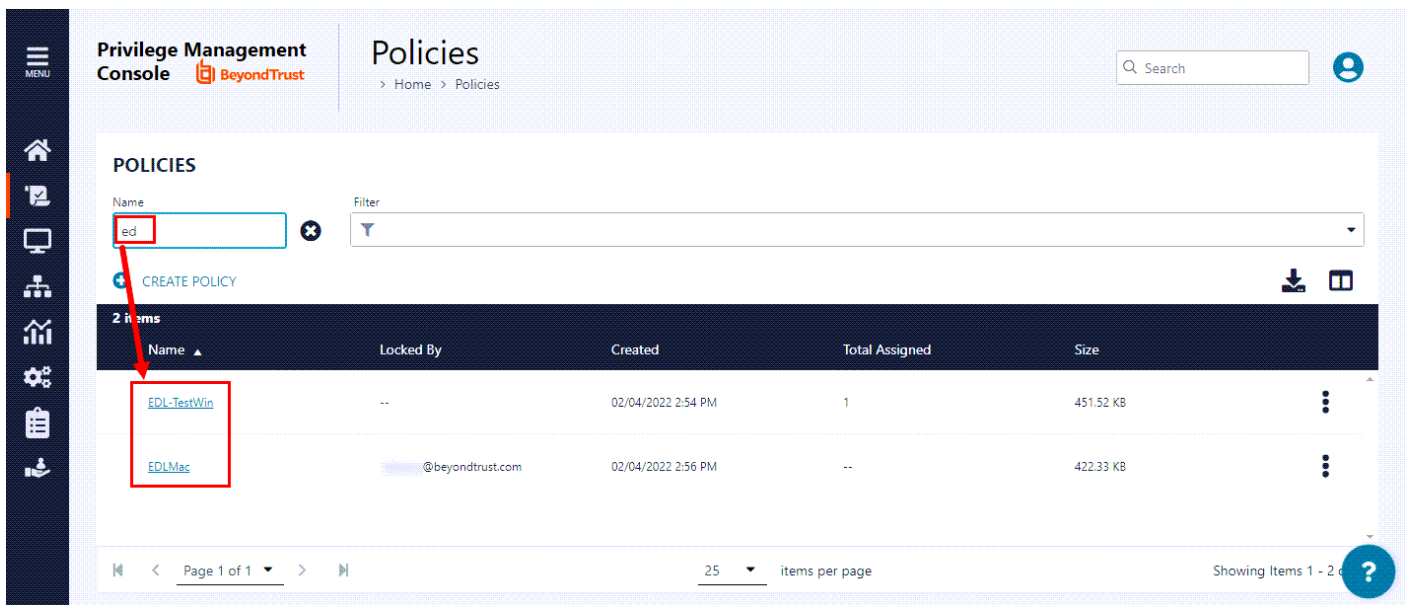 MENU
Privilege Management
Console BeyondTrust
Policies
> Home > Policies
Search
POLICIES
Name
Filter
ed
CREATE POLICY
2 items
Name Locked By Created Total Assigned Size
EDL-TestWin -- 02/04/2022 2:54 PM 1 451.52 KB
EDLMac @beyondtrust.com 02/04/2022 2:56 PM -- 422.33 KB
Page 1 of 1 25 items per page Showing Items 1 - 2
?